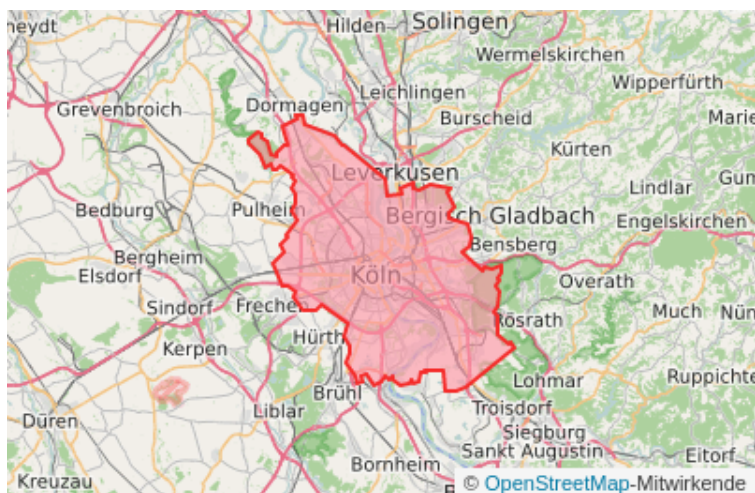 Solingen
heydt
Hilden
Wermelskirchen
Wipperfürth
Leichlingen
Dormagen
Grevenbroich
Burscheid
Marie
Kürten
Leverkusen
Gum
Lindlar
Bedburg
Pulheim
Bergisch Gladbach
Engelskirchen
Bensberg
Bergheim
Elsdorf
Köln
Overath
Sindorf
Freche
Much
Nün
Rösrath
Hürth
Kerpen
Ruppichte
Lohmar
Brühl
Liblar
Troisdorf
Düren
Siegburg
Sankt Augustin
Eitorf
Bornheim
Kreuzau
© OpenStreetMap-Mitwirkende